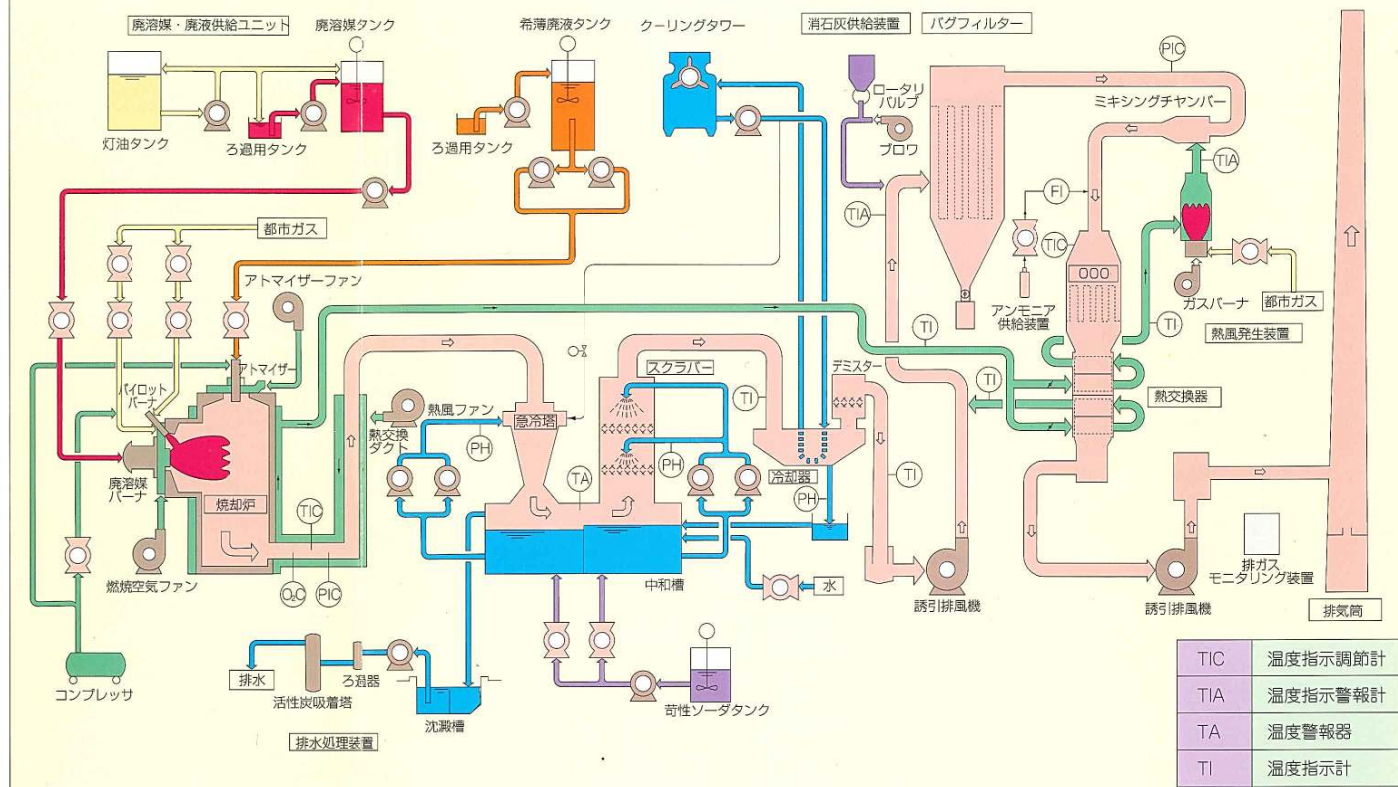 廃溶媒・廃液供給ユニット
廃溶媒タンク
希薄廃液タンク
クーリングタワー
消石灰供給装置
バグフィルター
PIC
灯油タンク
ろ過用タンク
ろ過用タンク
ロータリ
バルブ
ブロワ
ミキシングチヤンバー
TIA
TIA
FI
TIC
都市ガス
アトマイザーファン
アンモニア
供給装置
ガスバーナ
都市ガス
熱風発生装置
TI
TI
TI
アトマイザー
パイロット
バーナ
熱風ファン
熱交換
ダクト
急冷塔
スクラバー
デミスター
熱交換器
PH
PH
TI
TI
冷却器
PH
廃溶媒
バーナ
焼却炉
TIC
TA
燃焼空気ファン
O₂C
PIC
中和槽
水
誘引排風機
誘引排風機
排ガス
モニタリング装置
排気筒
コンプレッサ
排水
活性炭吸着塔
ろ過器
沈澱槽
苛性ソーダタンク
排水処理装置
TIC 温度指示調節計
TIA 温度指示警報計
TA 温度警報器
TI 温度指示計